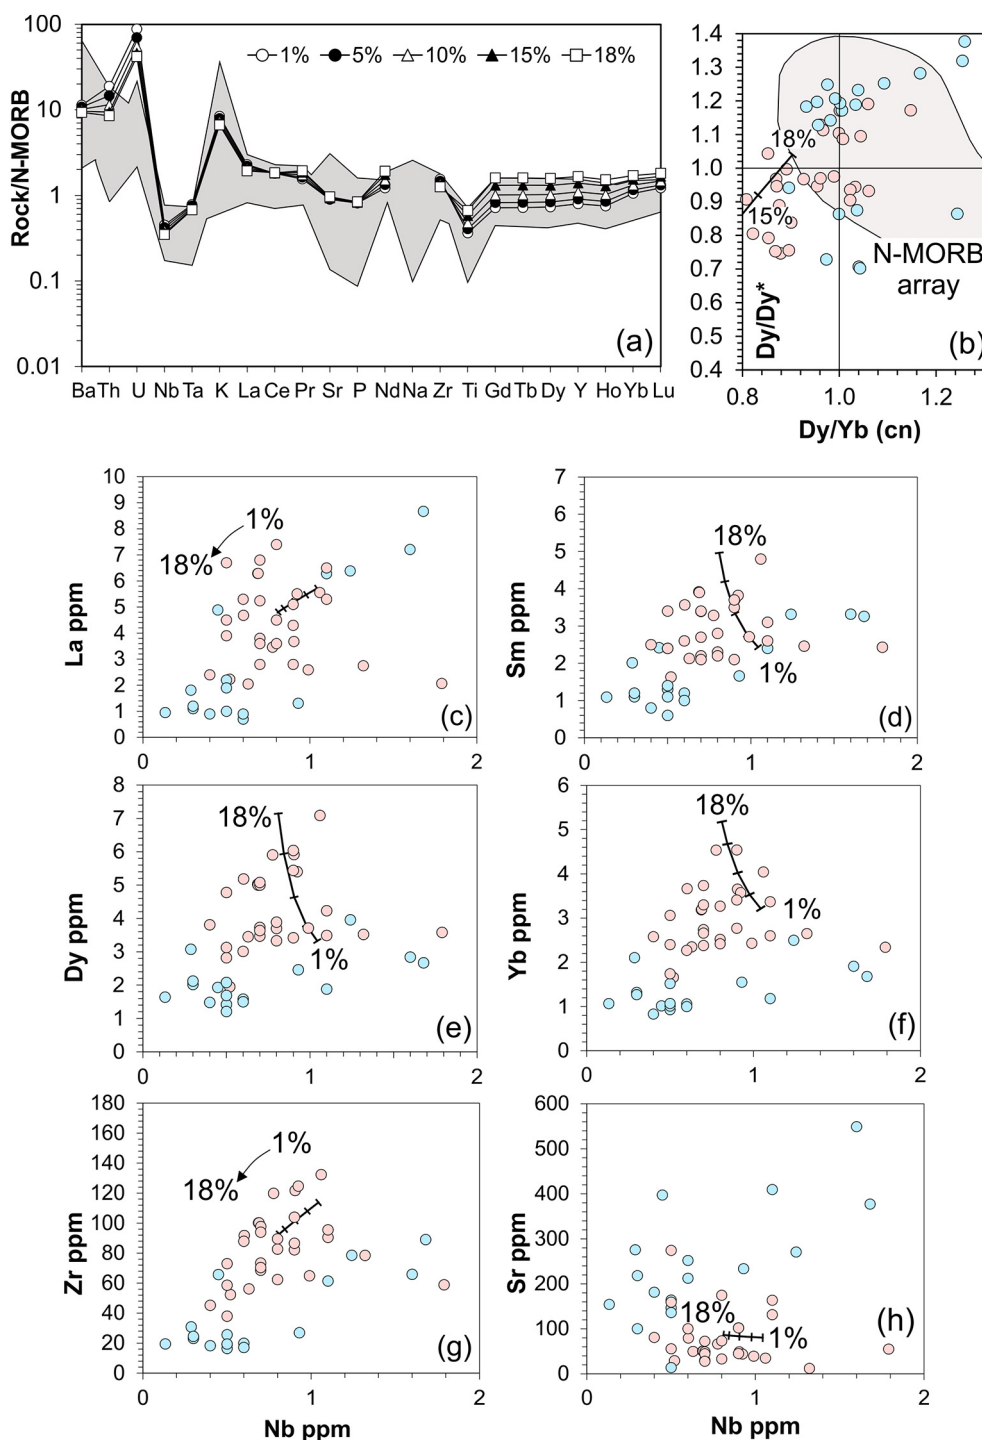 100
10
1
0.1
0.01
Rock/N-MORB
1% 5% 10% 15% 18%
(a)
Ba Th U Nb Ta K La Ce Pr Sr P Nd Na Zr Ti Gd Tb Dy Y Ho Yb Lu
1.4
1.3
1.2
1.1
1.0
0.9
0.8
0.7
0.6
0.5
0.4
Dy/Dy*
18%
15%
N-MORB
array
(b)
0.8 1.0 1.2
Dy/Yb (cn)
10
9
8
7
6
5
4
3
2
1
0
La ppm
1%
18%
(c)
0 1 2
7
6
5
4
3
2
1
0
Sm ppm
18%
1%
(d)
0 1 2
8
7
6
5
4
3
2
1
0
Dy ppm
18%
1%
(e)
0 1 2
6
5
4
3
2
1
0
Yb ppm
18%
1%
(f)
0 1 2
180
160
140
120
100
80
60
40
20
0
Zr ppm
1%
18%
(g)
0 1 2
Nb ppm
600
500
400
300
200
100
0
Sr ppm
18%
1%
(h)
0 1 2
Nb ppm